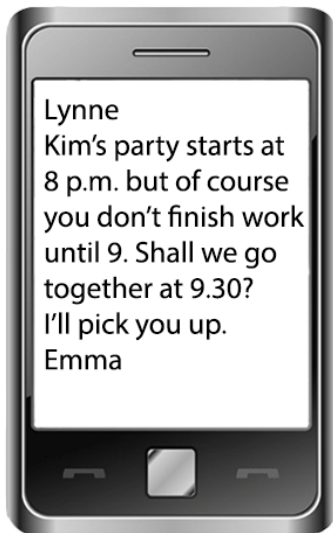 Lynne
Kim’s party starts at
8 p.m. but of course
you don’t finish work
until 9. Shall we go
together at 9.30?
I’ll pick you up.
Emma